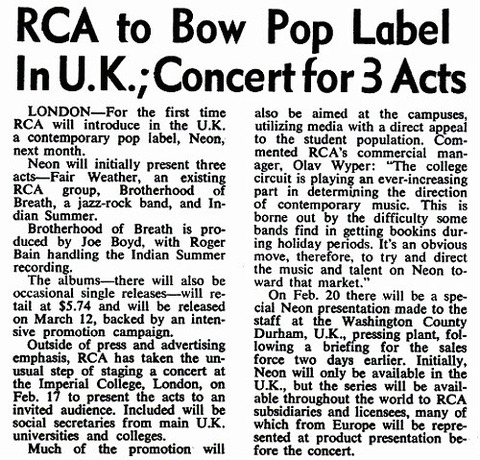 RCA to Bow Pop Label
In U.K.; Concert for 3 Acts
LONDON—For the first time
RCA will introduce in the U.K.
a contemporary pop label, Neon,
next month.
Neon will initially present three
acts—Fair Weather, an existing
RCA group, Brotherhood of
Breath, a jazz-rock band, and In-
dian Summer.
Brotherhood of Breath is pro-
duced by Joe Boyd, with Roger
Bain handling the Indian Summer
recording.
The albums—there will also be
occasional single releases—will re-
tail at $5.74 and will be released
on March 12, backed by an inten-
sive promotion campaign.
Outside of press and advertising
emphasis, RCA has taken the un-
usual step of staging a concert at
the Imperial College, London, on
Feb. 17 to present the acts to an
invited audience. Included will be
social secretaries from main U.K.
universities and colleges.
Much of the promotion will
also be aimed at the campuses,
utilizing media with a direct appeal
to the student population. Com-
mented RCA's commercial man-
ager, Olav Wyper: "The college
circuit is playing an ever-increasing
part in determining the direction
of contemporary music. This is
borne out by the difficulty some
bands find in getting bookins dur-
ing holiday periods. It's an obvious
move, therefore, to try and direct
the music and talent on Neon to-
ward that market."
On Feb. 20 there will be a spe-
cial Neon presentation made to the
staff at the Washington County
Durham, U.K., pressing plant, fol-
lowing a briefing for the sales
force two days earlier. Initially,
Neon will only be available in the
U.K., but the series will be avail-
able throughout the world to RCA
subsidiaries and licensees, many of
which from Europe will be repre-
sented at product presentation be-
fore the concert.